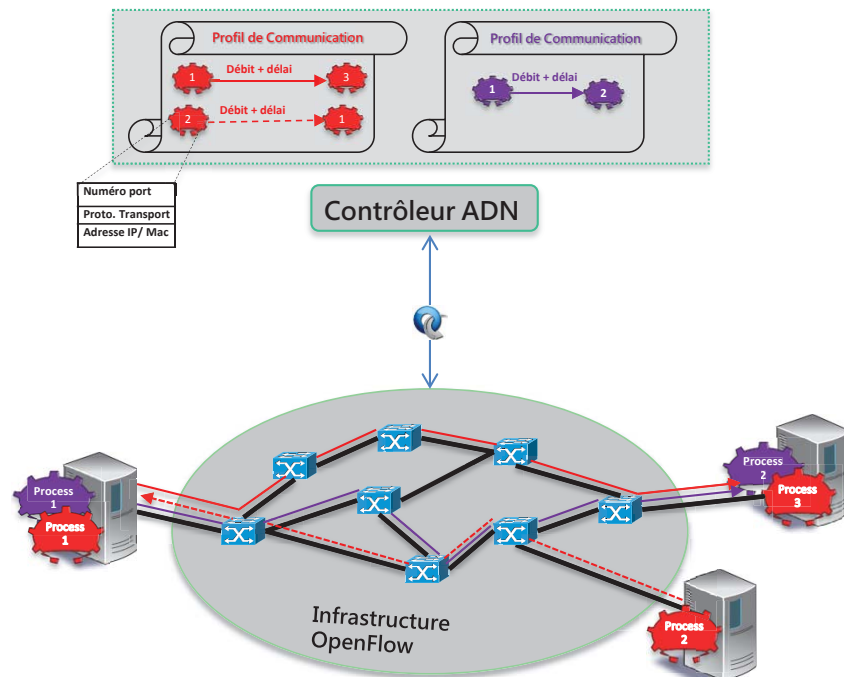 Profil de Communication
1
Débit + délai
3
2
Débit + délai
1
Profil de Communication
1
Débit + délai
2
Numéro port
Proto. Transport
Adresse IP/ Mac
Contrôleur ADN
Process
1
Process
1
Process
2
Process
3
Process
2
Infrastructure
OpenFlow